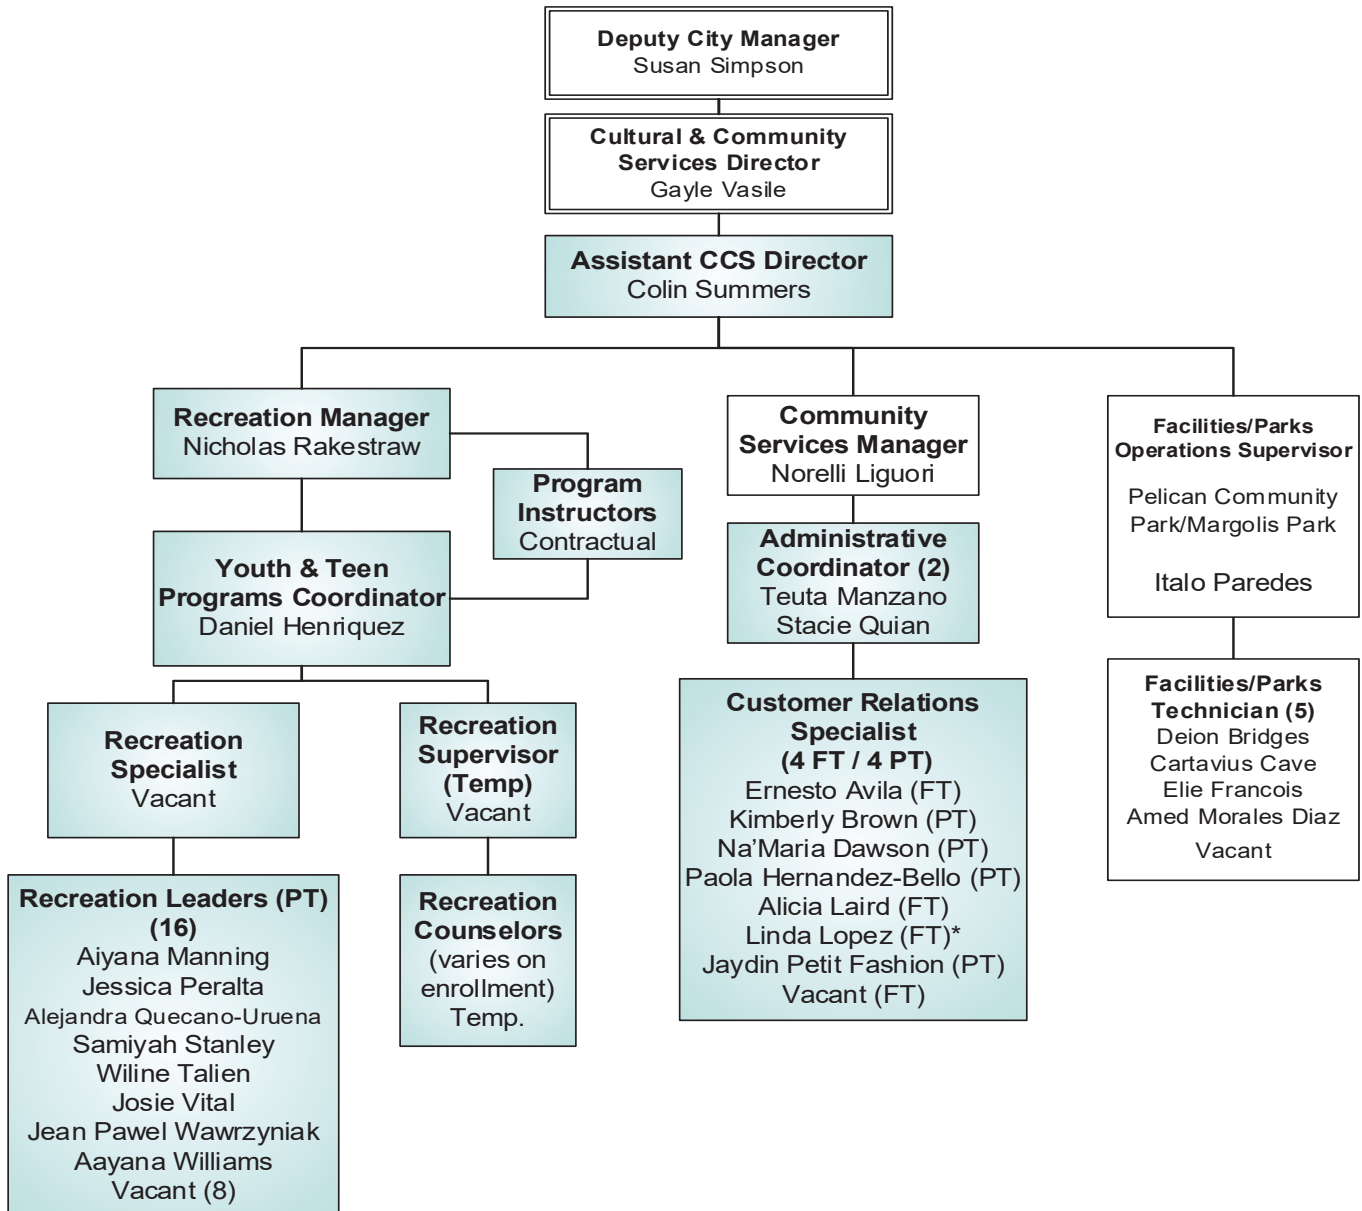 Deputy City Manager
Susan Simpson
Cultural & Community
Services Director
Gayle Vasile
Assistant CCS Director
Colin Summers
Recreation Manager
Nicholas Rakestraw
Program
Instructors
Contractual
Youth & Teen
Programs Coordinator
Daniel Henriquez
Recreation
Specialist
Vacant
Recreation
Supervisor
(Temp)
Vacant
Recreation Leaders (PT)
(16)
Aiyana Manning
Jessica Peralta
Alejandra Quecano-Uruena
Samiyah Stanley
Wiline Talien
Josie Vital
Jean Pawel Wawrzyniak
Aayana Williams
Vacant (8)
Recreation
Counselors
(varies on
enrollment)
Temp.
Community
Services Manager
Norelli Liguori
Administrative
Coordinator (2)
Teuta Manzano
Stacie Quian
Customer Relations
Specialist
(4 FT / 4 PT)
Ernesto Avila (FT)
Kimberly Brown (PT)
Na’Maria Dawson (PT)
Paola Hernandez-Bello (PT)
Alicia Laird (FT)
Linda Lopez (FT)*
Jaydin Petit Fashion (PT)
Vacant (FT)
Facilities/Parks
Operations Supervisor
Pelican Community
Park/Margolis Park
Italo Paredes
Facilities/Parks
Technician (5)
Deion Bridges
Cartavius Cave
Elie Francois
Amed Morales Diaz
Vacant